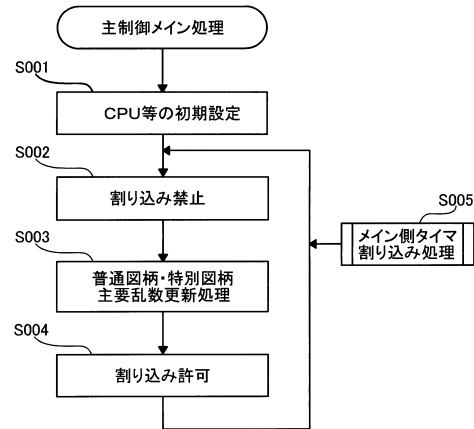 主制御メイン処理
S001
CPU等の初期設定
S002
割り込み禁止
S005
メイン側タイマ
割り込み処理
S003
普通図柄・特別図柄
主要乱数更新処理
S004
割り込み許可